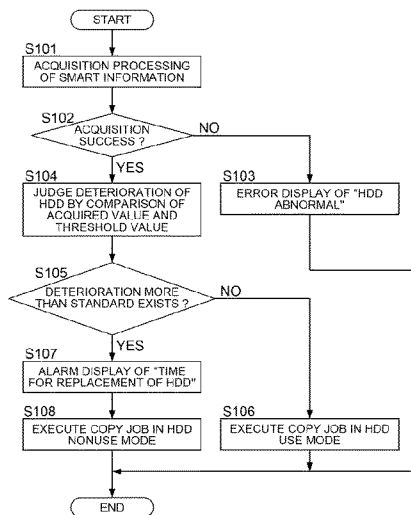 START
S101
ACQUISITION PROCESSING
OF SMART INFORMATION
S102
ACQUISITION
SUCCESS ?
NO
YES
S104
JUDGE DETERIORATION OF
HDD BY COMPARISON OF
ACQUIRED VALUE AND
THRESHOLD VALUE
S103
ERROR DISPLAY OF "HDD
ABNORMAL"
S105
DETERIORATION MORE
THAN STANDARD EXISTS ?
NO
YES
S107
ALARM DISPLAY OF "TIME
FOR REPLACEMENT OF HDD"
S108
EXECUTE COPY JOB IN HDD
NONUSE MODE
S106
EXECUTE COPY JOB IN HDD
USE MODE
END